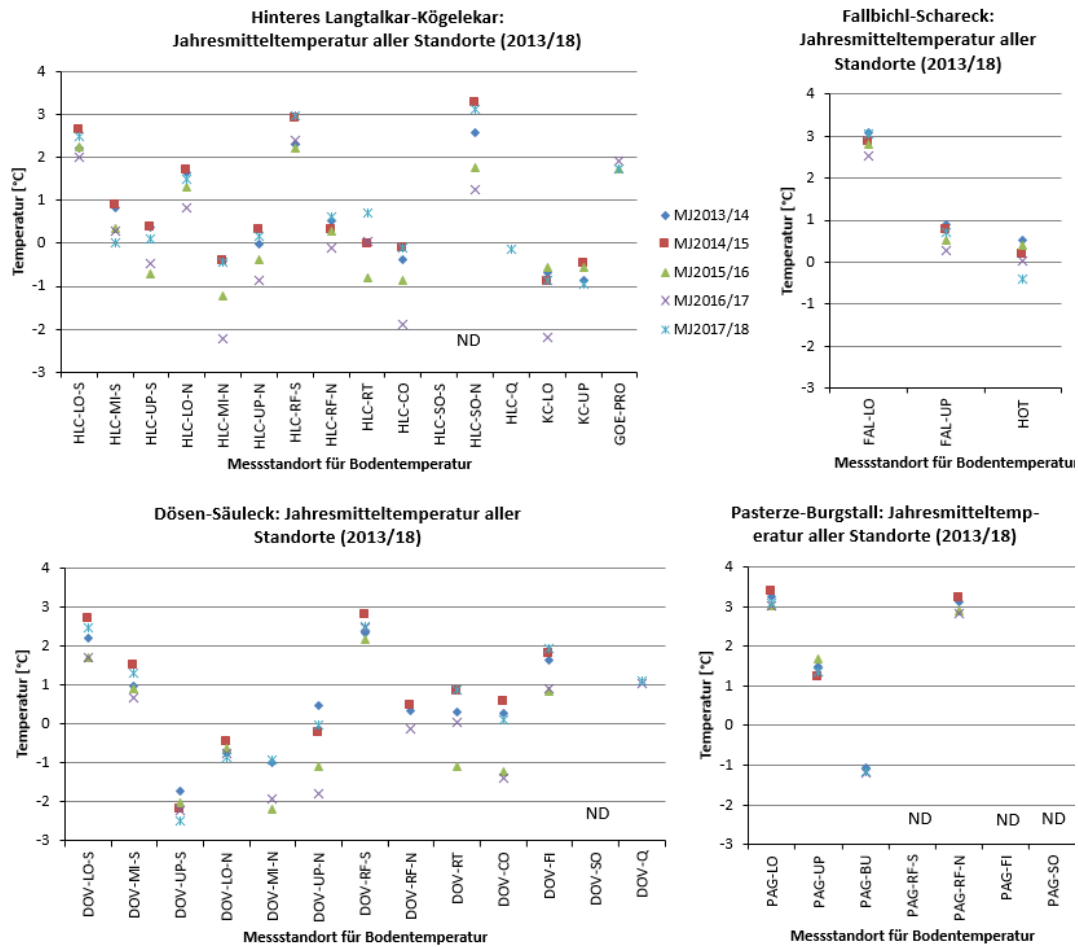 Hinteres Langtalkar-Kögelekar:
Jahresmitteltemperatur aller Standorte (2013/18)
4
3
2
1
0
-1
-2
-3
Temperatur [°C]
ND
HLC-LO-S
HLC-MI-S
HLC-UP-S
HLC-LO-N
HLC-MI-N
HLC-UP-N
HLC-RF-S
HLC-RF-N
HLC-RT
HLC-CO
HLC-SO-S
HLC-SO-N
HLC-Q
KC-LO
KC-UP
GOE-PRO
Messstandort für Bodentemperatur
MJ2013/14
MJ2014/15
MJ2015/16
MJ2016/17
MJ2017/18
Fallbichl-Schareck:
Jahresmitteltemperatur aller
Standorte (2013/18)
4
3
2
1
0
-1
-2
-3
Temperatur [°C]
FAL-LO
FAL-UP
HOT
Messstandort für Bodentemperatur
Dösen-Säuleck: Jahresmitteltemperatur aller
Standorte (2013/18)
4
3
2
1
0
-1
-2
-3
Temperatur [°C]
ND
DOV-LO-S
DOV-MI-S
DOV-UP-S
DOV-LO-N
DOV-MI-N
DOV-UP-N
DOV-RF-S
DOV-RF-N
DOV-RT
DOV-CO
DOV-FI
DOV-SO
DOV-Q
Messstandort für Bodentemperatur
Pasterze-Burgstall: Jahresmitteltemp-
eratur aller Standorte (2013/18)
4
3
2
1
0
-1
-2
-3
Temperatur [°C]
ND
ND
ND
PAG-LO
PAG-UP
PAG-BU
PAG-RF-S
PAG-RF-N
PAG-FI
PAG-SO
Messstandort für Bodentemperatur